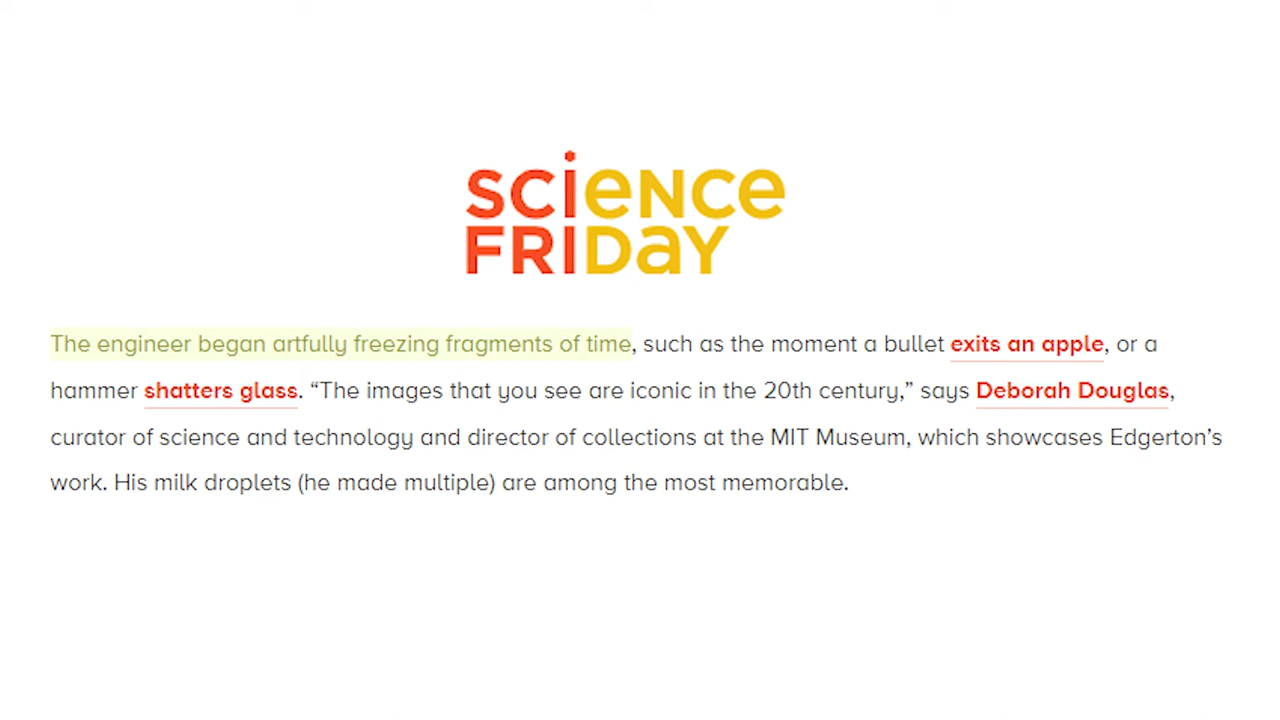 SCIENCE
FRIDAY
The engineer began artfully freezing fragments of time, such as the moment a bullet exits an apple, or a
hammer shatters glass. “The images that you see are iconic in the 20th century,” says Deborah Douglas,
curator of science and technology and director of collections at the MIT Museum, which showcases Edgerton’s
work. His milk droplets (he made multiple) are among the most memorable.